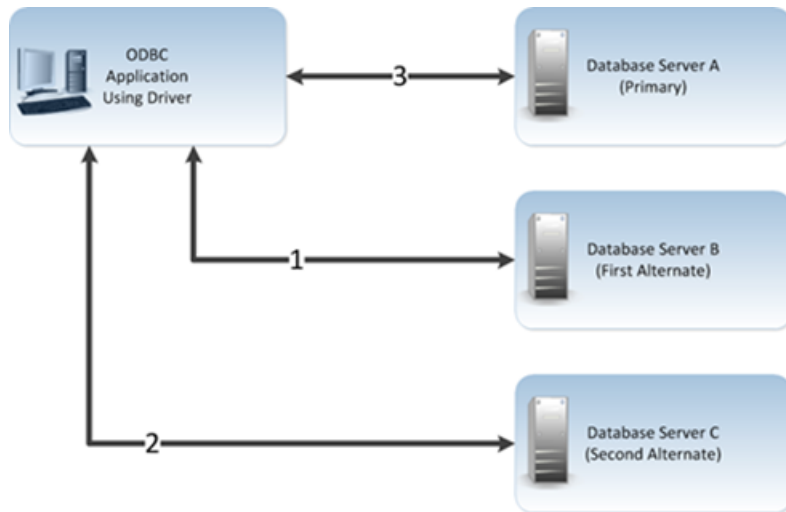 ODBC
Application
Using Driver
3
Database Server A
(Primary)
1
Database Server B
(First Alternate)
2
Database Server C
(Second Alternate)